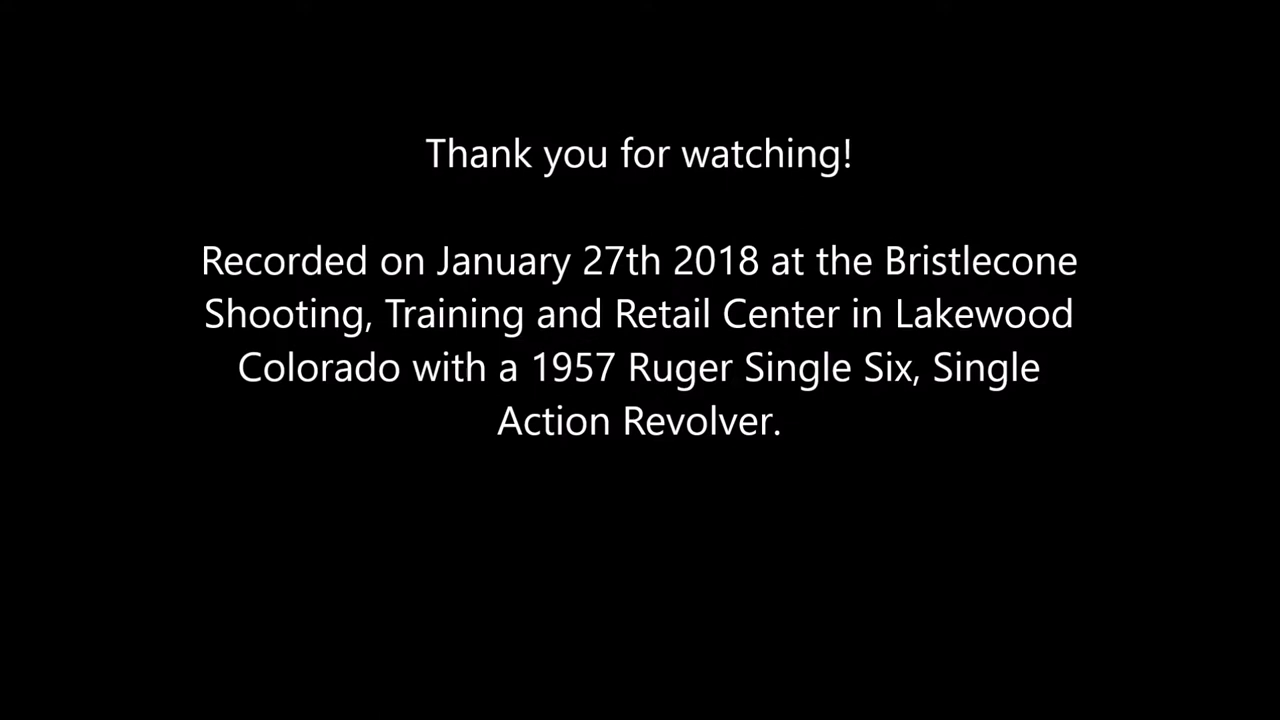 Thank you for watching!
Recorded on January 27th 2018 at the Bristlecone
Shooting, Training and Retail Center in Lakewood
Colorado with a 1957 Ruger Single Six, Single
Action Revolver.